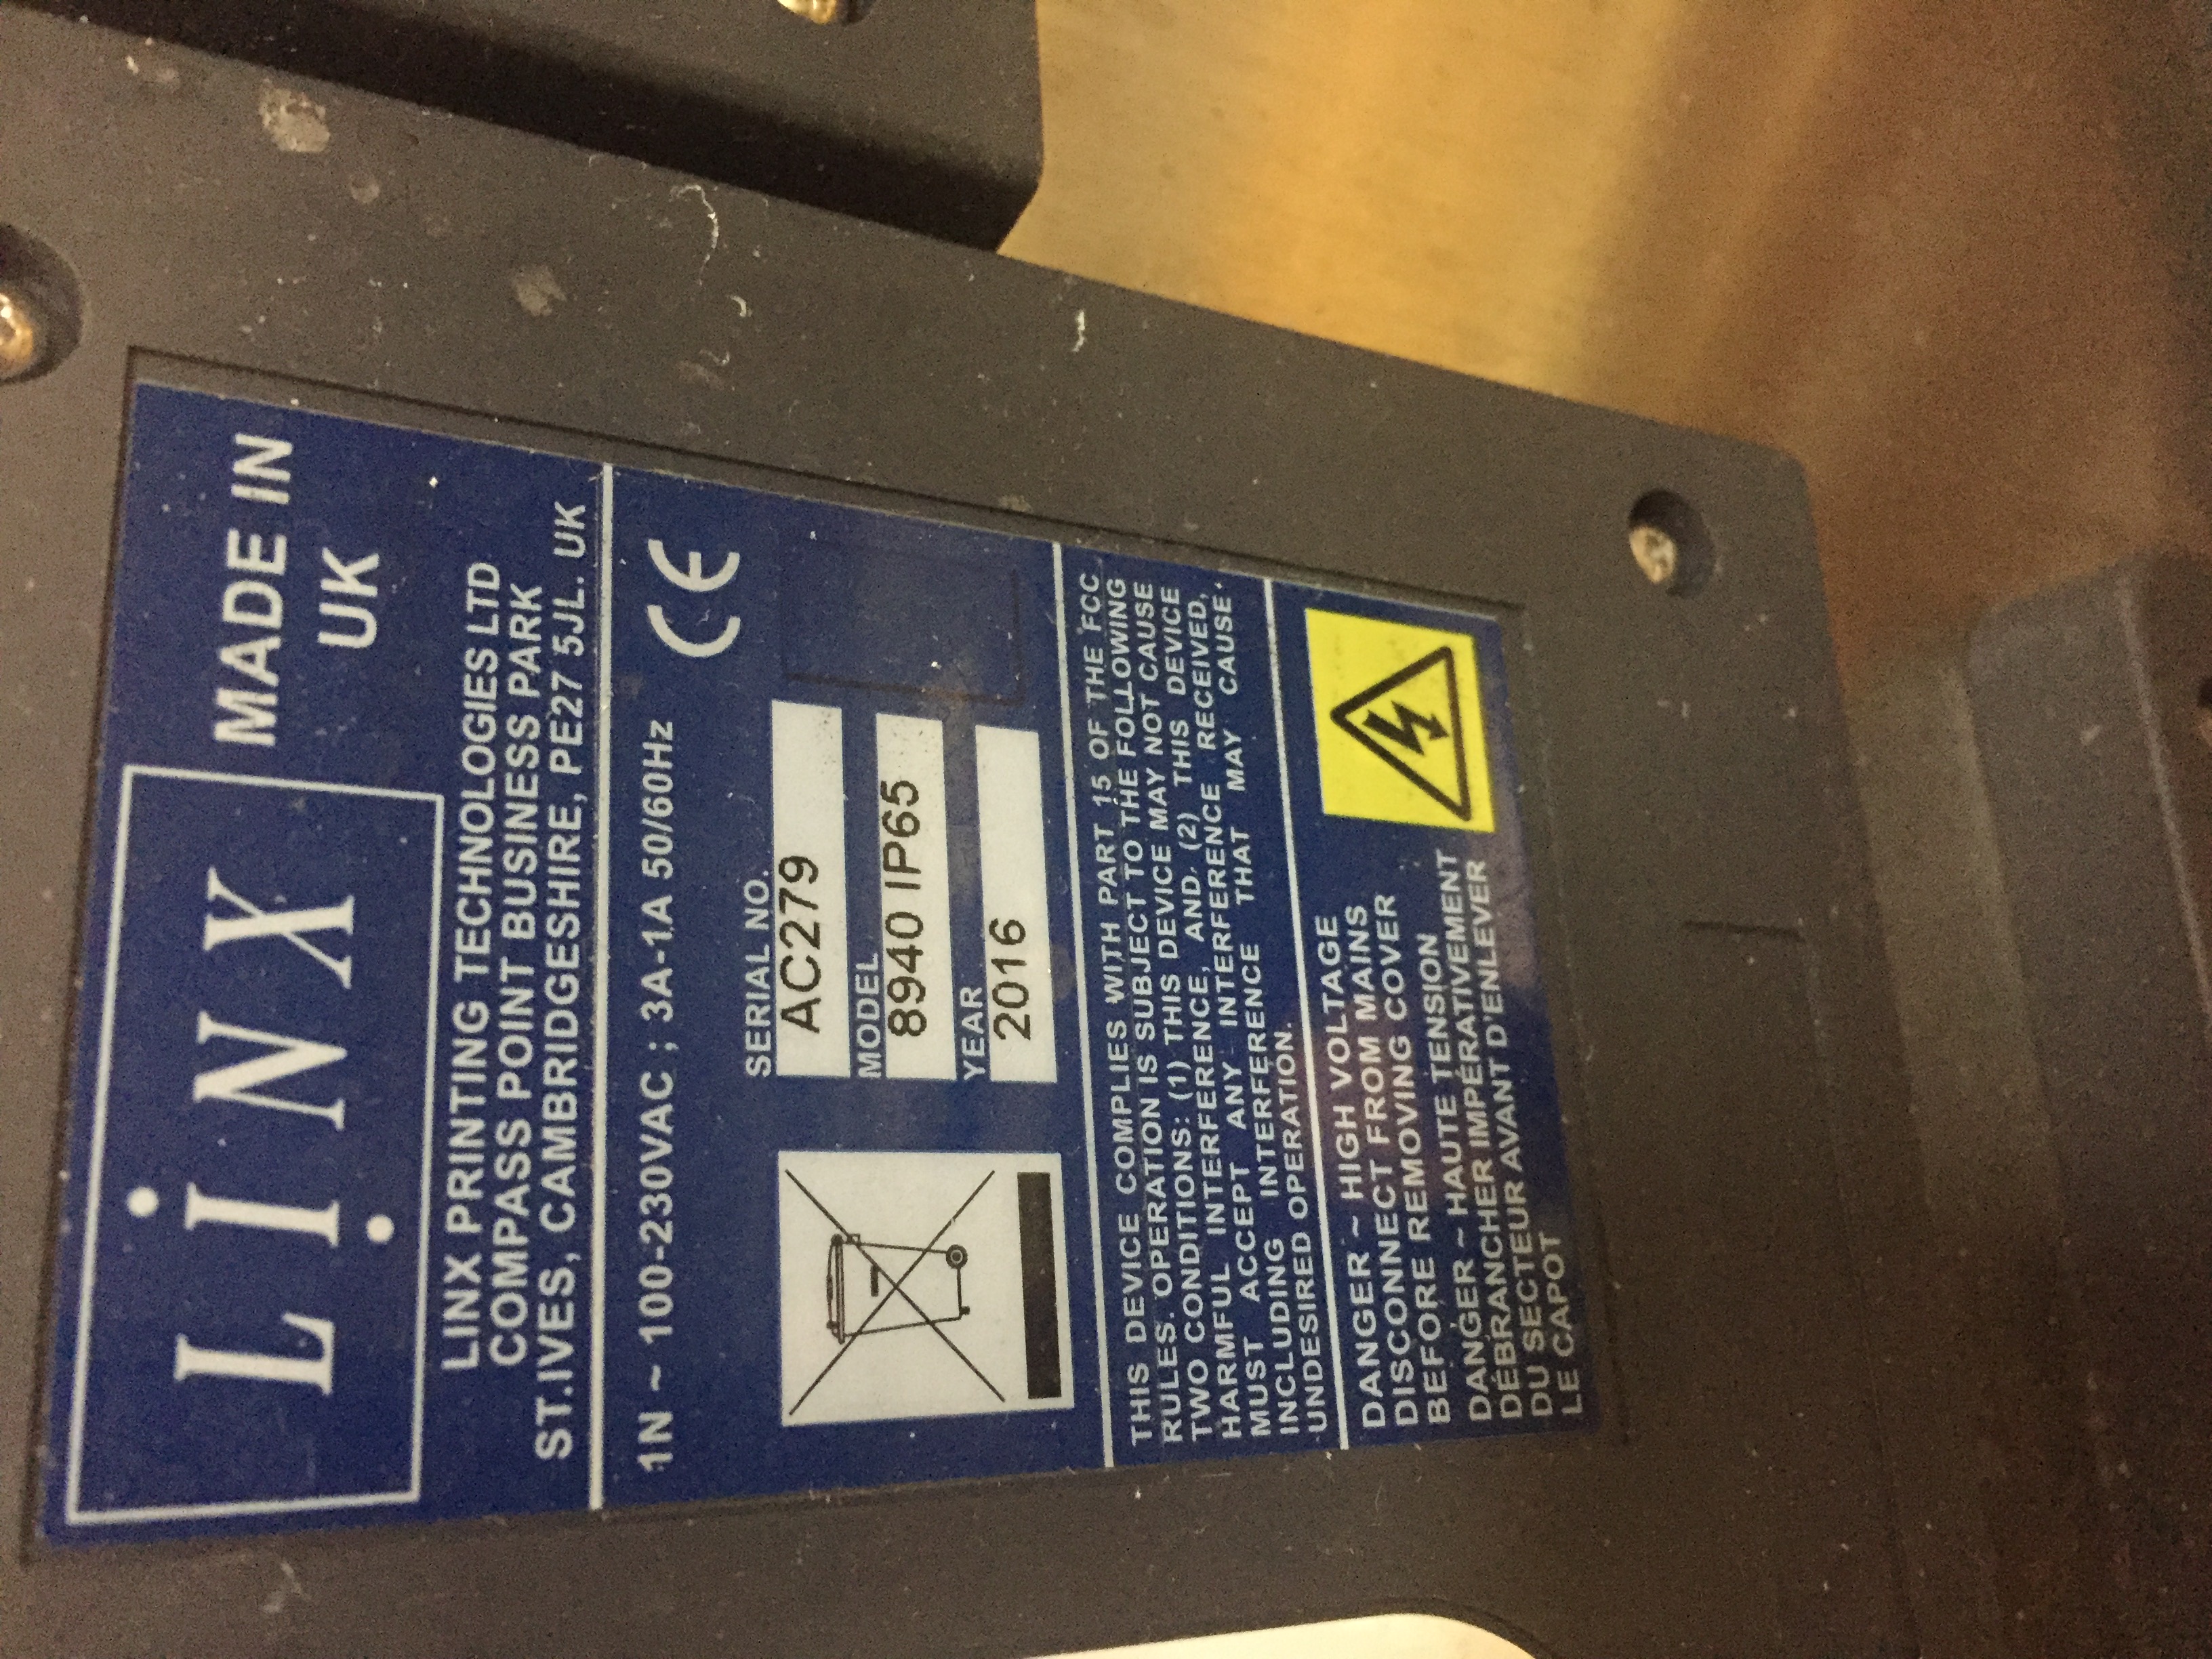 LiNX
MADE IN
UK
LINX PRINTING TECHNOLOGIES LTD
COMPASS POINT BUSINESS PARK
ST.IVES, CAMBRIDGESHIRE, PE27 5JL. UK
1N ~ 100-230VAC ; 3A-1A 50/60Hz
CE
SERIAL NO.
AC279
MODEL
8940 IP65
YEAR
2016
THIS DEVICE COMPLIES WITH PART 15 OF THE FCC
RULES. OPERATION IS SUBJECT TO THE FOLLOWING
TWO CONDITIONS: (1) THIS DEVICE MAY NOT CAUSE
HARMFUL INTERFERENCE, AND, (2) THIS DEVICE
MUST ACCEPT ANY INTERFERENCE RECEIVED,
INCLUDING INTERFERENCE THAT MAY CAUSE
UNDESIRED OPERATION.
DANGER ~ HIGH VOLTAGE
DISCONNECT FROM MAINS
BEFORE REMOVING COVER
DANGER ~ HAUTE TENSION
DÉBRANCHER IMPÉRATIVEMENT
DU SECTEUR AVANT D'ENLEVER
LE CAPOT